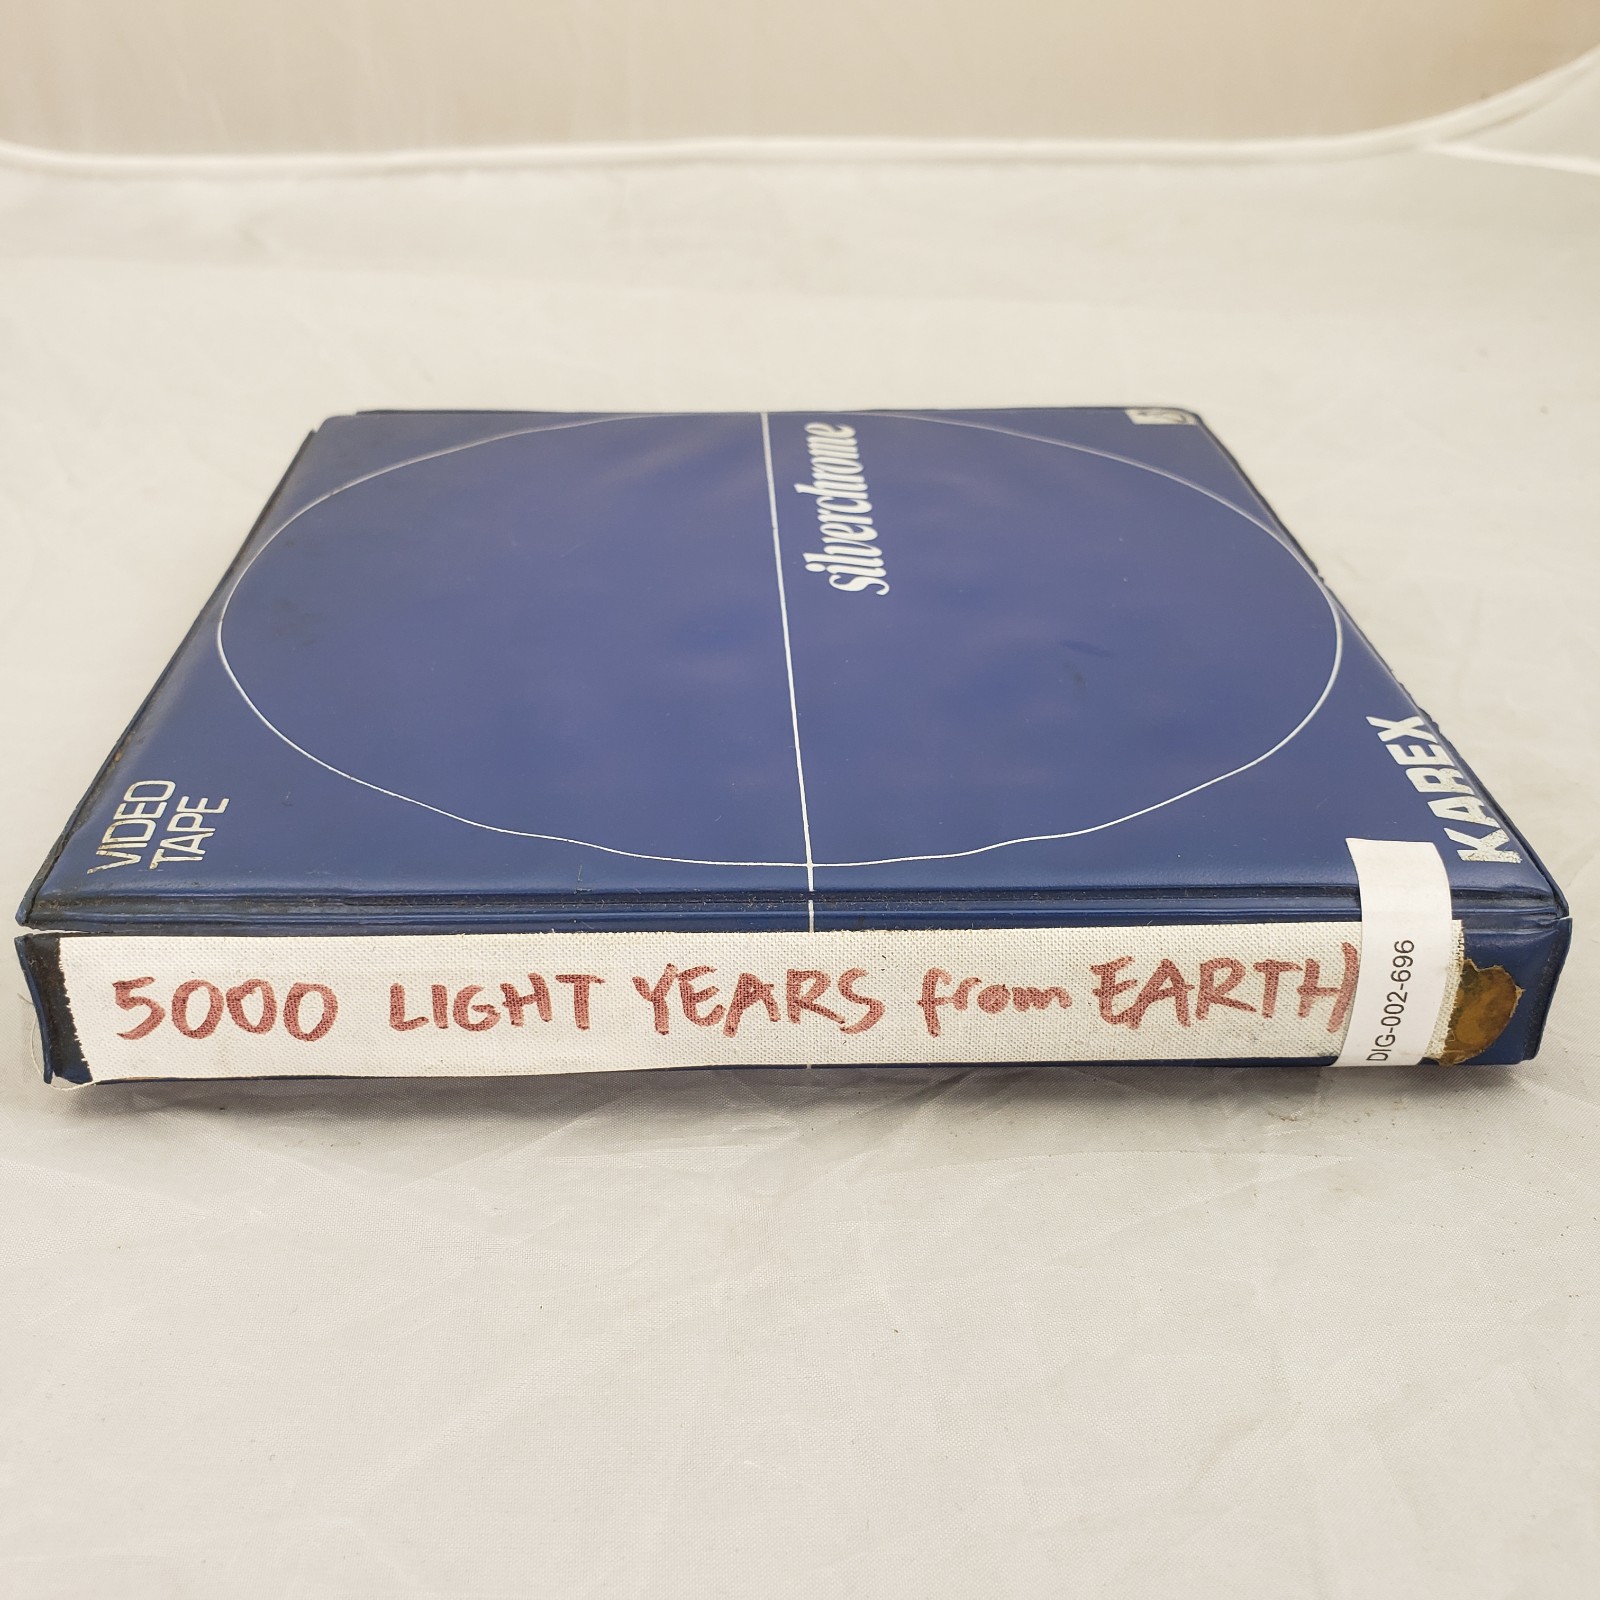 silverchrome
VIDEO
TAPE
KAREX
5000 LIGHT YEARS from EARTH
DIG-002-696